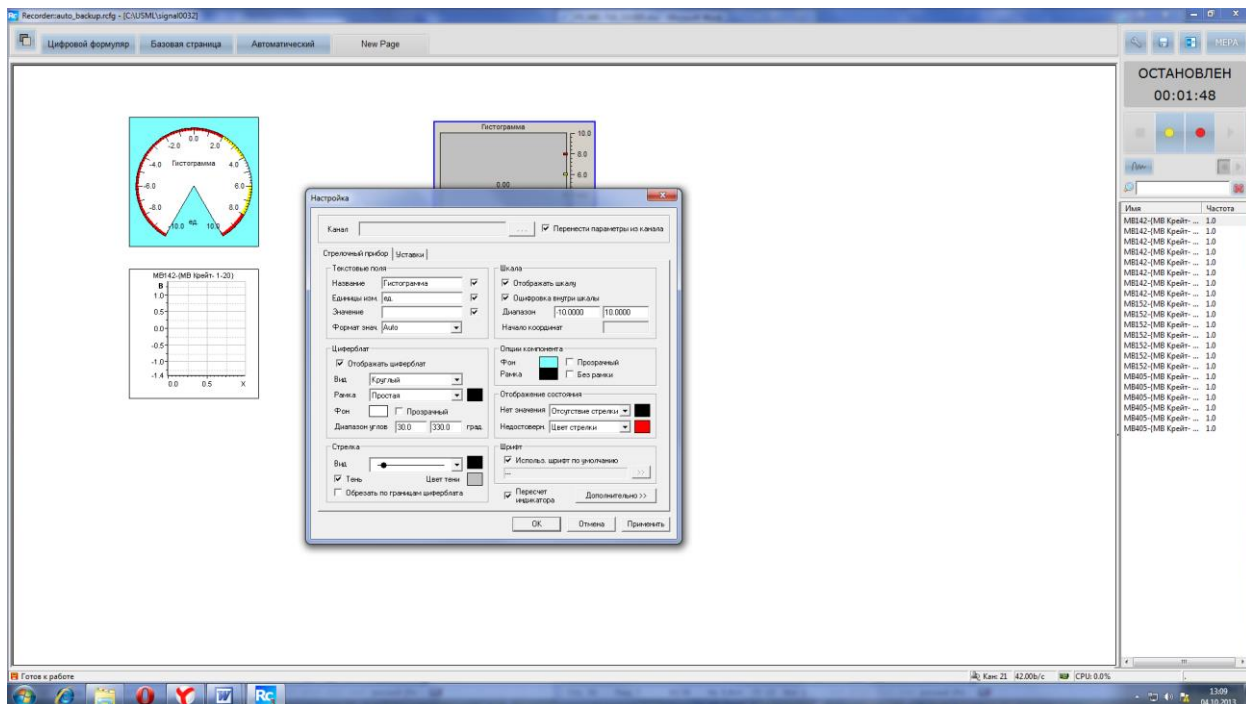 Recorder::auto_backup.rcfg - [C:\USML\signal0032]
Цифровой формуляр Базовая страница Автоматический New Page МЕРА
ОСТАНОВЛЕН
00:01:48
Имя Частота
MB142-{MB Крейт- ... 1.0
MB142-{MB Крейт- ... 1.0
MB142-{MB Крейт- ... 1.0
MB142-{MB Крейт- ... 1.0
MB142-{MB Крейт- ... 1.0
MB142-{MB Крейт- ... 1.0
MB142-{MB Крейт- ... 1.0
MB142-{MB Крейт- ... 1.0
MB152-{MB Крейт- ... 1.0
MB152-{MB Крейт- ... 1.0
MB152-{MB Крейт- ... 1.0
MB152-{MB Крейт- ... 1.0
MB152-{MB Крейт- ... 1.0
MB152-{MB Крейт- ... 1.0
MB152-{MB Крейт- ... 1.0
MB405-{MB Крейт- ... 1.0
MB405-{MB Крейт- ... 1.0
MB405-{MB Крейт- ... 1.0
MB405-{MB Крейт- ... 1.0
MB405-{MB Крейт- ... 1.0
MB405-{MB Крейт- ... 1.0
0.0
-2.0 2.0
-4.0 Гистограмма 4.0
-6.0 6.0
-8.0 8.0
-10.0 ед. 10.0
MB142-{MB Крейт- 1-20}
В
1.0
0.5
0.0
-0.5
-1.0
-1.4
0.0 0.5 X
Гистограмма
10.0
8.0
6.0
0.00
Настройка
Канал ... Перенести параметры из канала
Стрелочный прибор Уставки
Текстовые поля
Название Гистограмма
Единицы изм. ед.
Значение
Формат знач. Auto
Шкала
Отображать шкалу
Оцифровка внутри шкалы
Диапазон -10.0000 10.0000
Начало координат
Циферблат
Отображать циферблат
Вид Круглый
Рамка Простая
Фон Прозрачный
Диапазон углов 30.0 330.0 град.
Опции компонента
Фон Прозрачный
Рамка Без рамки
Отображение состояния
Нет значения Отсутствие стрелки
Недостоверн. Цвет стрелки
Стрелка
Вид
Тень Цвет тени
Обрезать по границам циферблата
Шрифт
Использ. шрифт по умолчанию
---
>>
Пересчет индикатора Дополнительно >>
OK Отмена Применить
Готов к работе Кан: 21 42.00b/c CPU: 0.0%
13:09
04.10.2013